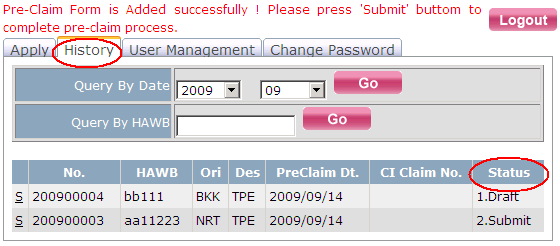 Pre-Claim Form is Added successfully ! Please press 'Submit' buttom to
complete pre-claim process.
Logout
Apply History User Management Change Password
Query By Date 2009 09 Go
Query By HAWB Go
No. HAWB Ori Des PreClaim Dt. CI Claim No. Status
S 200900004 bb111 BKK TPE 2009/09/14 1.Draft
S 200900003 aa11223 NRT TPE 2009/09/14 2.Submit